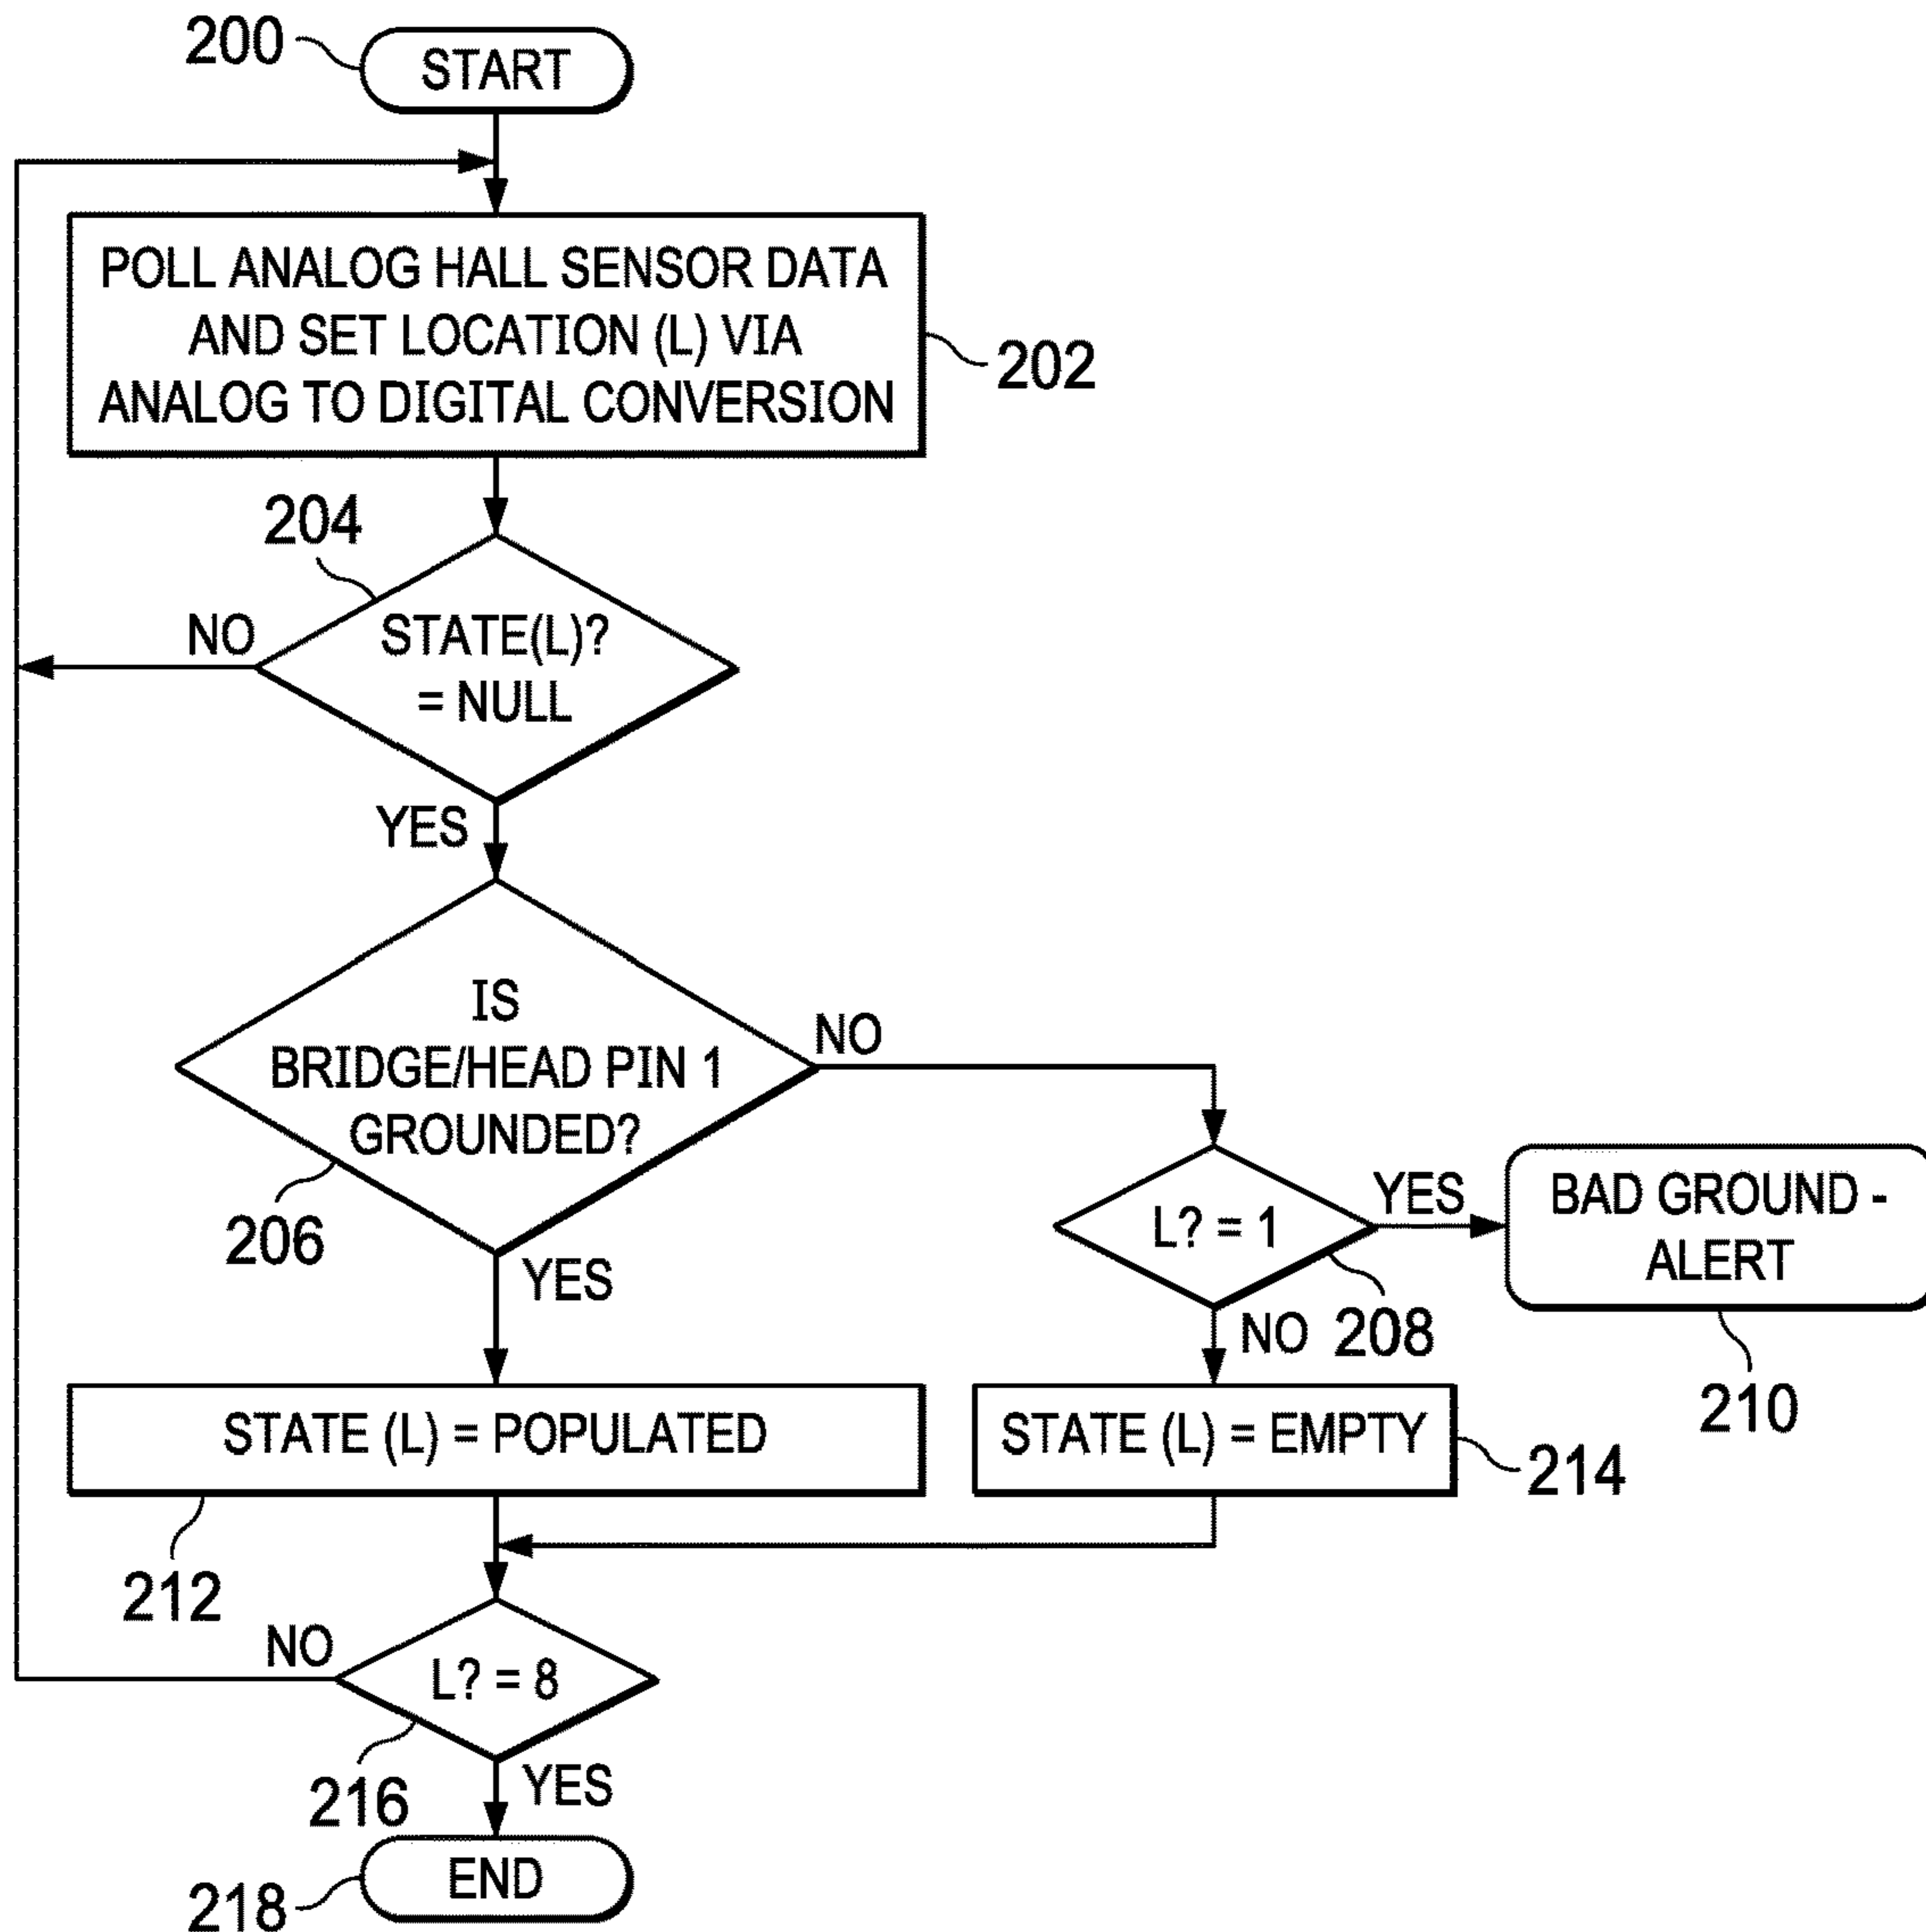 200
START
POLL ANALOG HALL SENSOR DATA
AND SET LOCATION (L) VIA
ANALOG TO DIGITAL CONVERSION
202
204
NO
STATE(L)?
= NULL
YES
IS
BRIDGE/HEAD PIN 1
GROUNDED?
NO
206
YES
L? = 1
YES
BAD GROUND -
ALERT
NO
208
210
STATE (L) = POPULATED
STATE (L) = EMPTY
214
212
NO
L? = 8
216
YES
END
218